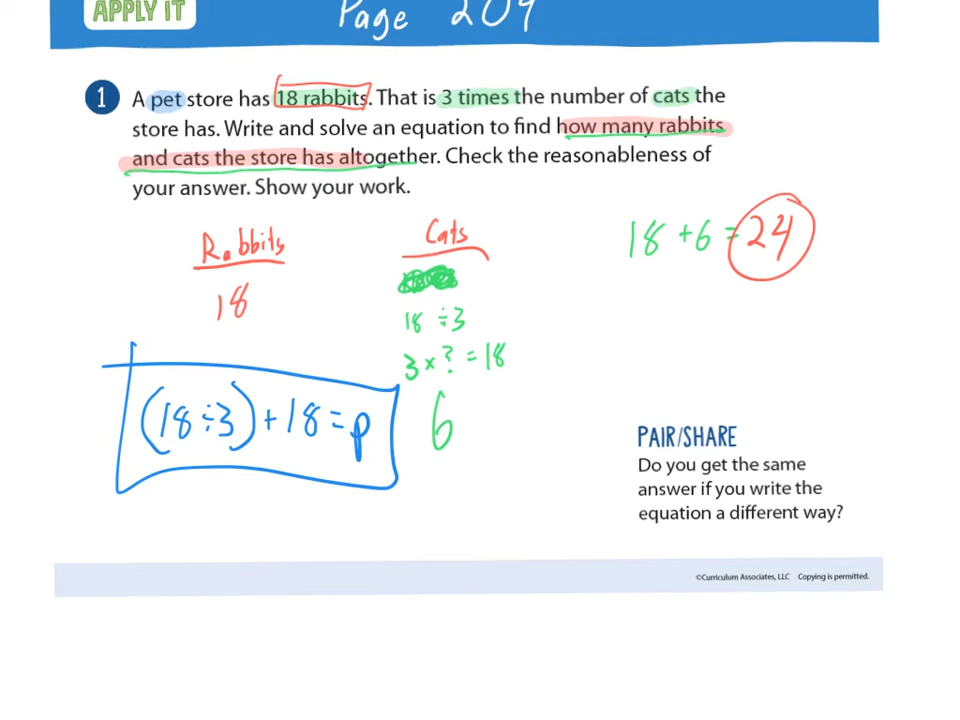 APPLY IT
Page 209
1 A pet store has 18 rabbits. That is 3 times the number of cats the
store has. Write and solve an equation to find how many rabbits
and cats the store has altogether. Check the reasonableness of
your answer. Show your work.
Rabbits
18
Cats
18 ÷ 3
3 × ? = 18
6
18 + 6 = 24
(18 ÷ 3) + 18 = p
PAIR/SHARE
Do you get the same
answer if you write the
equation a different way?
©Curriculum Associates, LLC Copying is permitted.